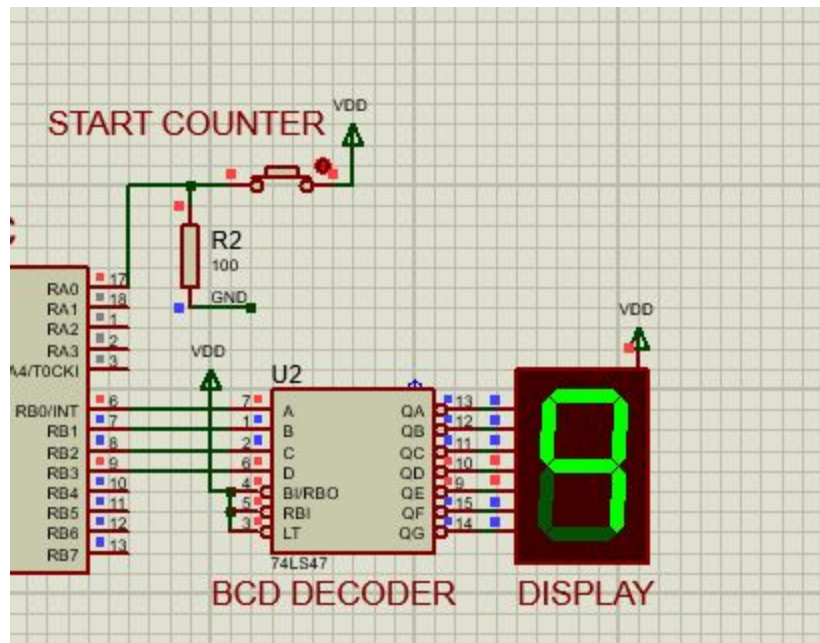 VDD
START COUNTER
R2
100
GND
17
RA0
18
RA1
1
RA2
2
RA3
3
A4/T0CKI
VDD
VDD
U2
RB0/INT 6 7 A QA 13
RB1 7 1 B QB 12
RB2 8 2 C QC 11
RB3 9 6 D QD 10
RB4 10 4 BI/RBO QE 9
RB5 11 5 RBI QF 15
RB6 12 3 LT QG 14
RB7 13
74LS47
BCD DECODER DISPLAY
9